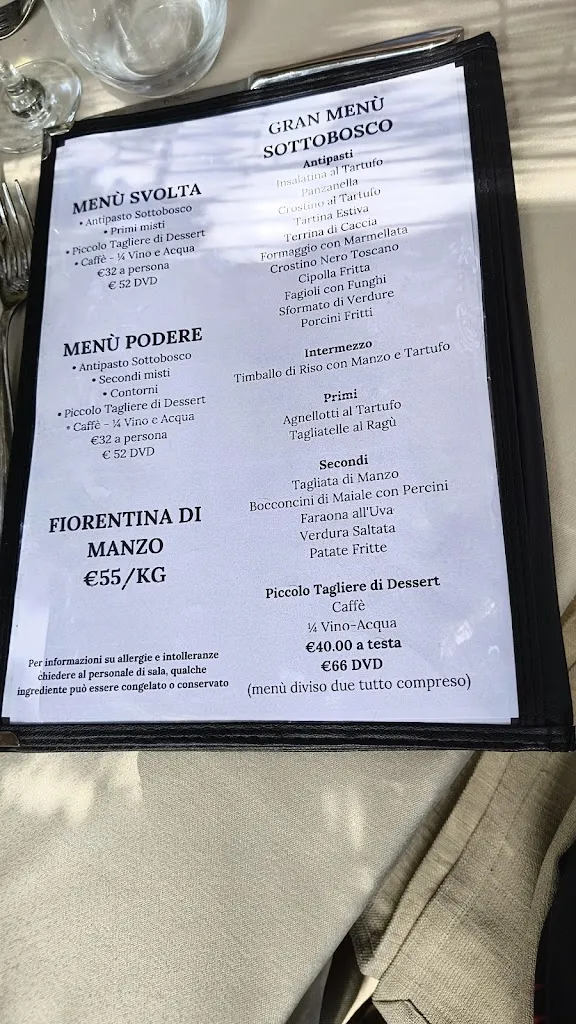 MENÙ SVOLTA
• Antipasto Sottobosco
• Primi misti
• Piccolo Tagliere di Dessert
• Caffè - ¼ Vino e Acqua
€32 a persona
€ 52 DVD
MENÙ PODERE
• Antipasto Sottobosco
• Secondi misti
• Contorni
• Piccolo Tagliere di Dessert
• Caffè - ¼ Vino e Acqua
€32 a persona
€ 52 DVD
FIORENTINA DI
MANZO
€55/KG
Per informazioni su allergie e intolleranze
chiedere al personale di sala, qualche
ingrediente può essere congelato o conservato
GRAN MENÙ
SOTTOBOSCO
Antipasti
Insalatina al Tartufo
Panzanella
Crostino al Tartufo
Tartina Estiva
Terrina di Caccia
Formaggio con Marmellata
Crostino Nero Toscano
Cipolla Fritta
Fagioli con Funghi
Sformato di Verdure
Porcini Fritti
Intermezzo
Timballo di Riso con Manzo e Tartufo
Primi
Agnellotti al Tartufo
Tagliatelle al Ragù
Secondi
Tagliata di Manzo
Bocconcini di Maiale con Percini
Faraona all'Uva
Verdura Saltata
Patate Fritte
Piccolo Tagliere di Dessert
Caffè
¼ Vino-Acqua
€40.00 a testa
€66 DVD
(menù diviso due tutto compreso)